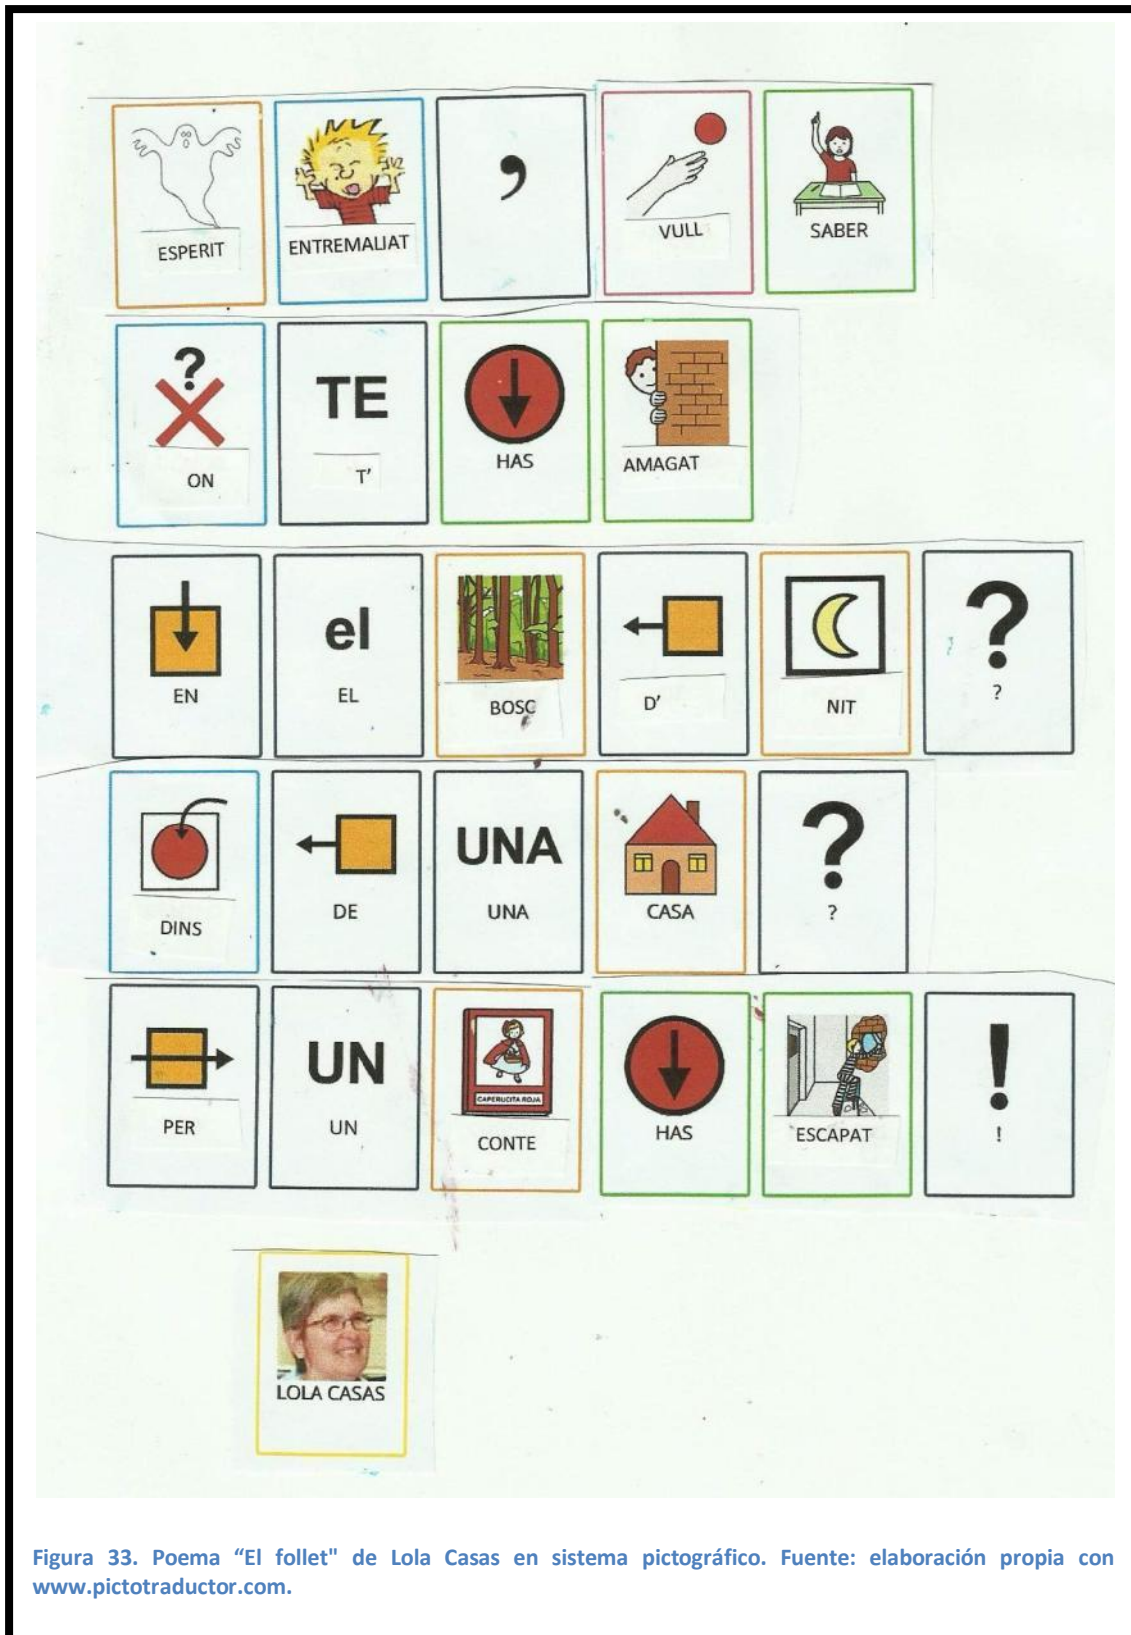 ESPERIT ENTREMALIAT , VULL SABER
?
TE
ON T' HAS AMAGAT
el ?
EN EL BOSC D' NIT ?
UNA ?
DINS DE UNA CASA ?
UN CAPERUCITA ROJA !
PER UN CONTE HAS ESCAPAT !
LOLA CASAS
Figura 33. Poema “El follet" de Lola Casas en sistema pictográfico. Fuente: elaboración propia con
www.pictotraductor.com.